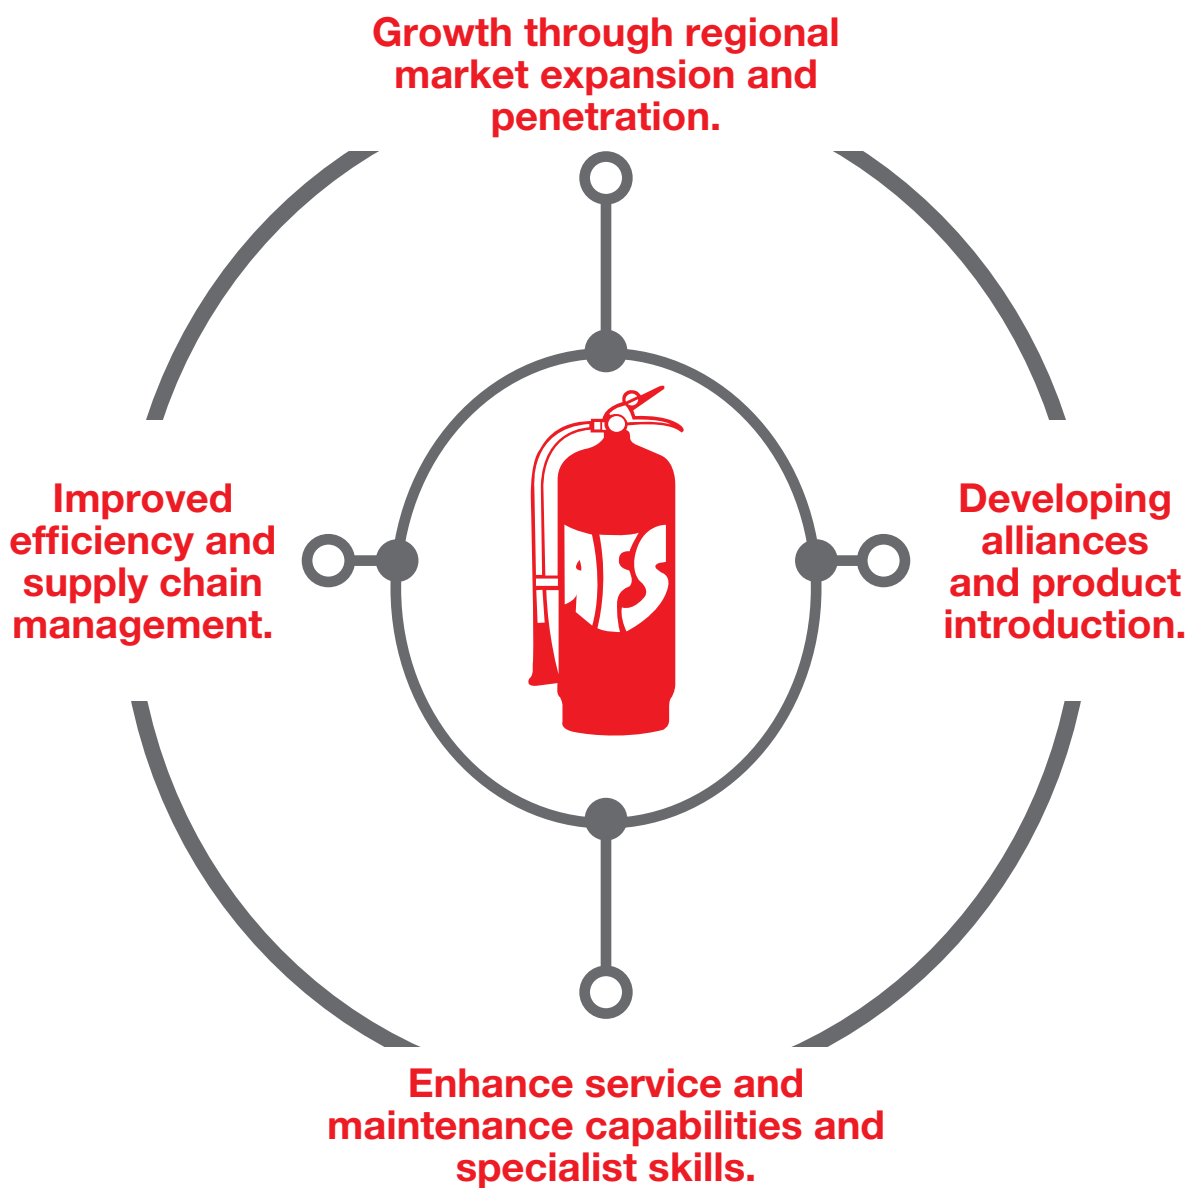 Growth through regional
market expansion and
penetration.
Improved
efficiency and
supply chain
management.
AFS
Developing
alliances
and product
introduction.
Enhance service and
maintenance capabilities and
specialist skills.